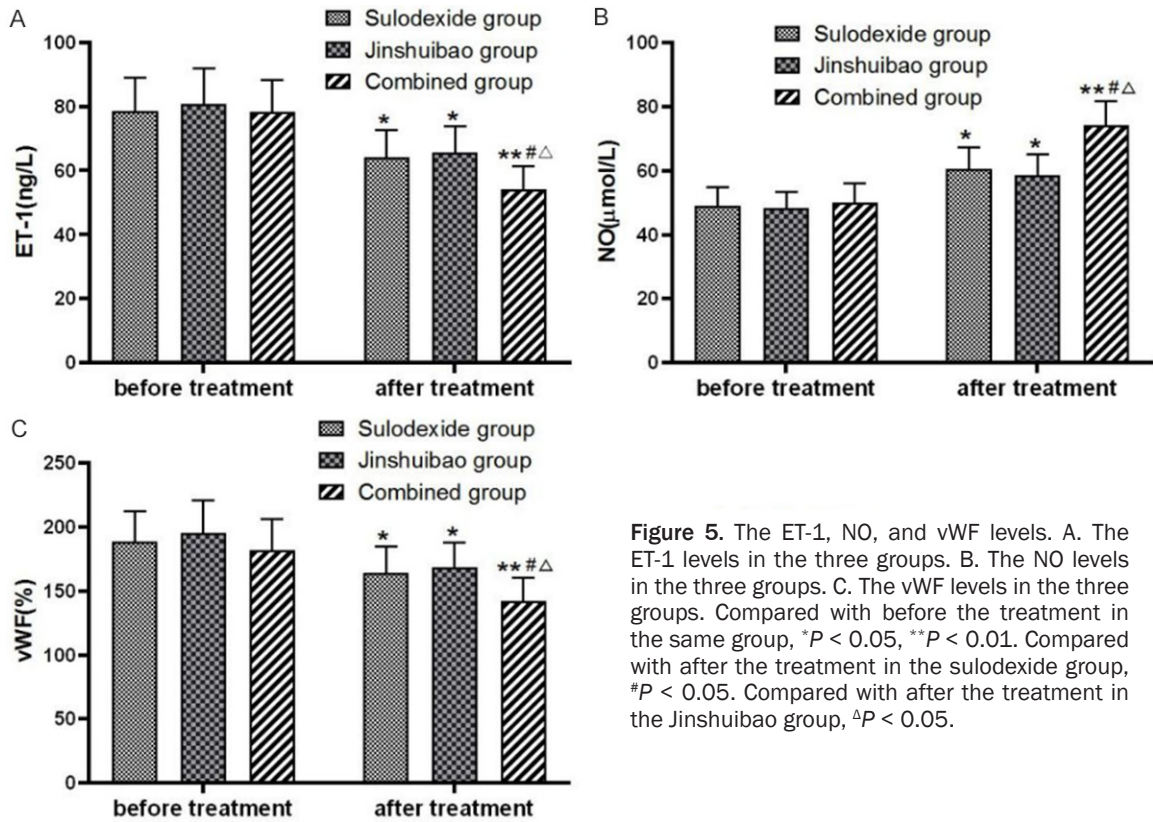 A
Sulodexide group
Jinshuibao group
Combined group
100
80
60
40
20
0
ET-1(ng/L)
*
*
**#△
before treatment
after treatment
B
Sulodexide group
Jinshuibao group
Combined group
100
80
60
40
20
0
NO(μmol/L)
*
*
**#△
before treatment
after treatment
C
Sulodexide group
Jinshuibao group
Combined group
250
200
150
100
50
0
vWF(%)
*
*
**#△
before treatment
after treatment
Figure 5. The ET-1, NO, and vWF levels. A. The
ET-1 levels in the three groups. B. The NO levels
in the three groups. C. The vWF levels in the three
groups. Compared with before the treatment in
the same group, *P < 0.05, **P < 0.01. Compared
with after the treatment in the sulodexide group,
#P < 0.05. Compared with after the treatment in
the Jinshuibao group, ΔP < 0.05.